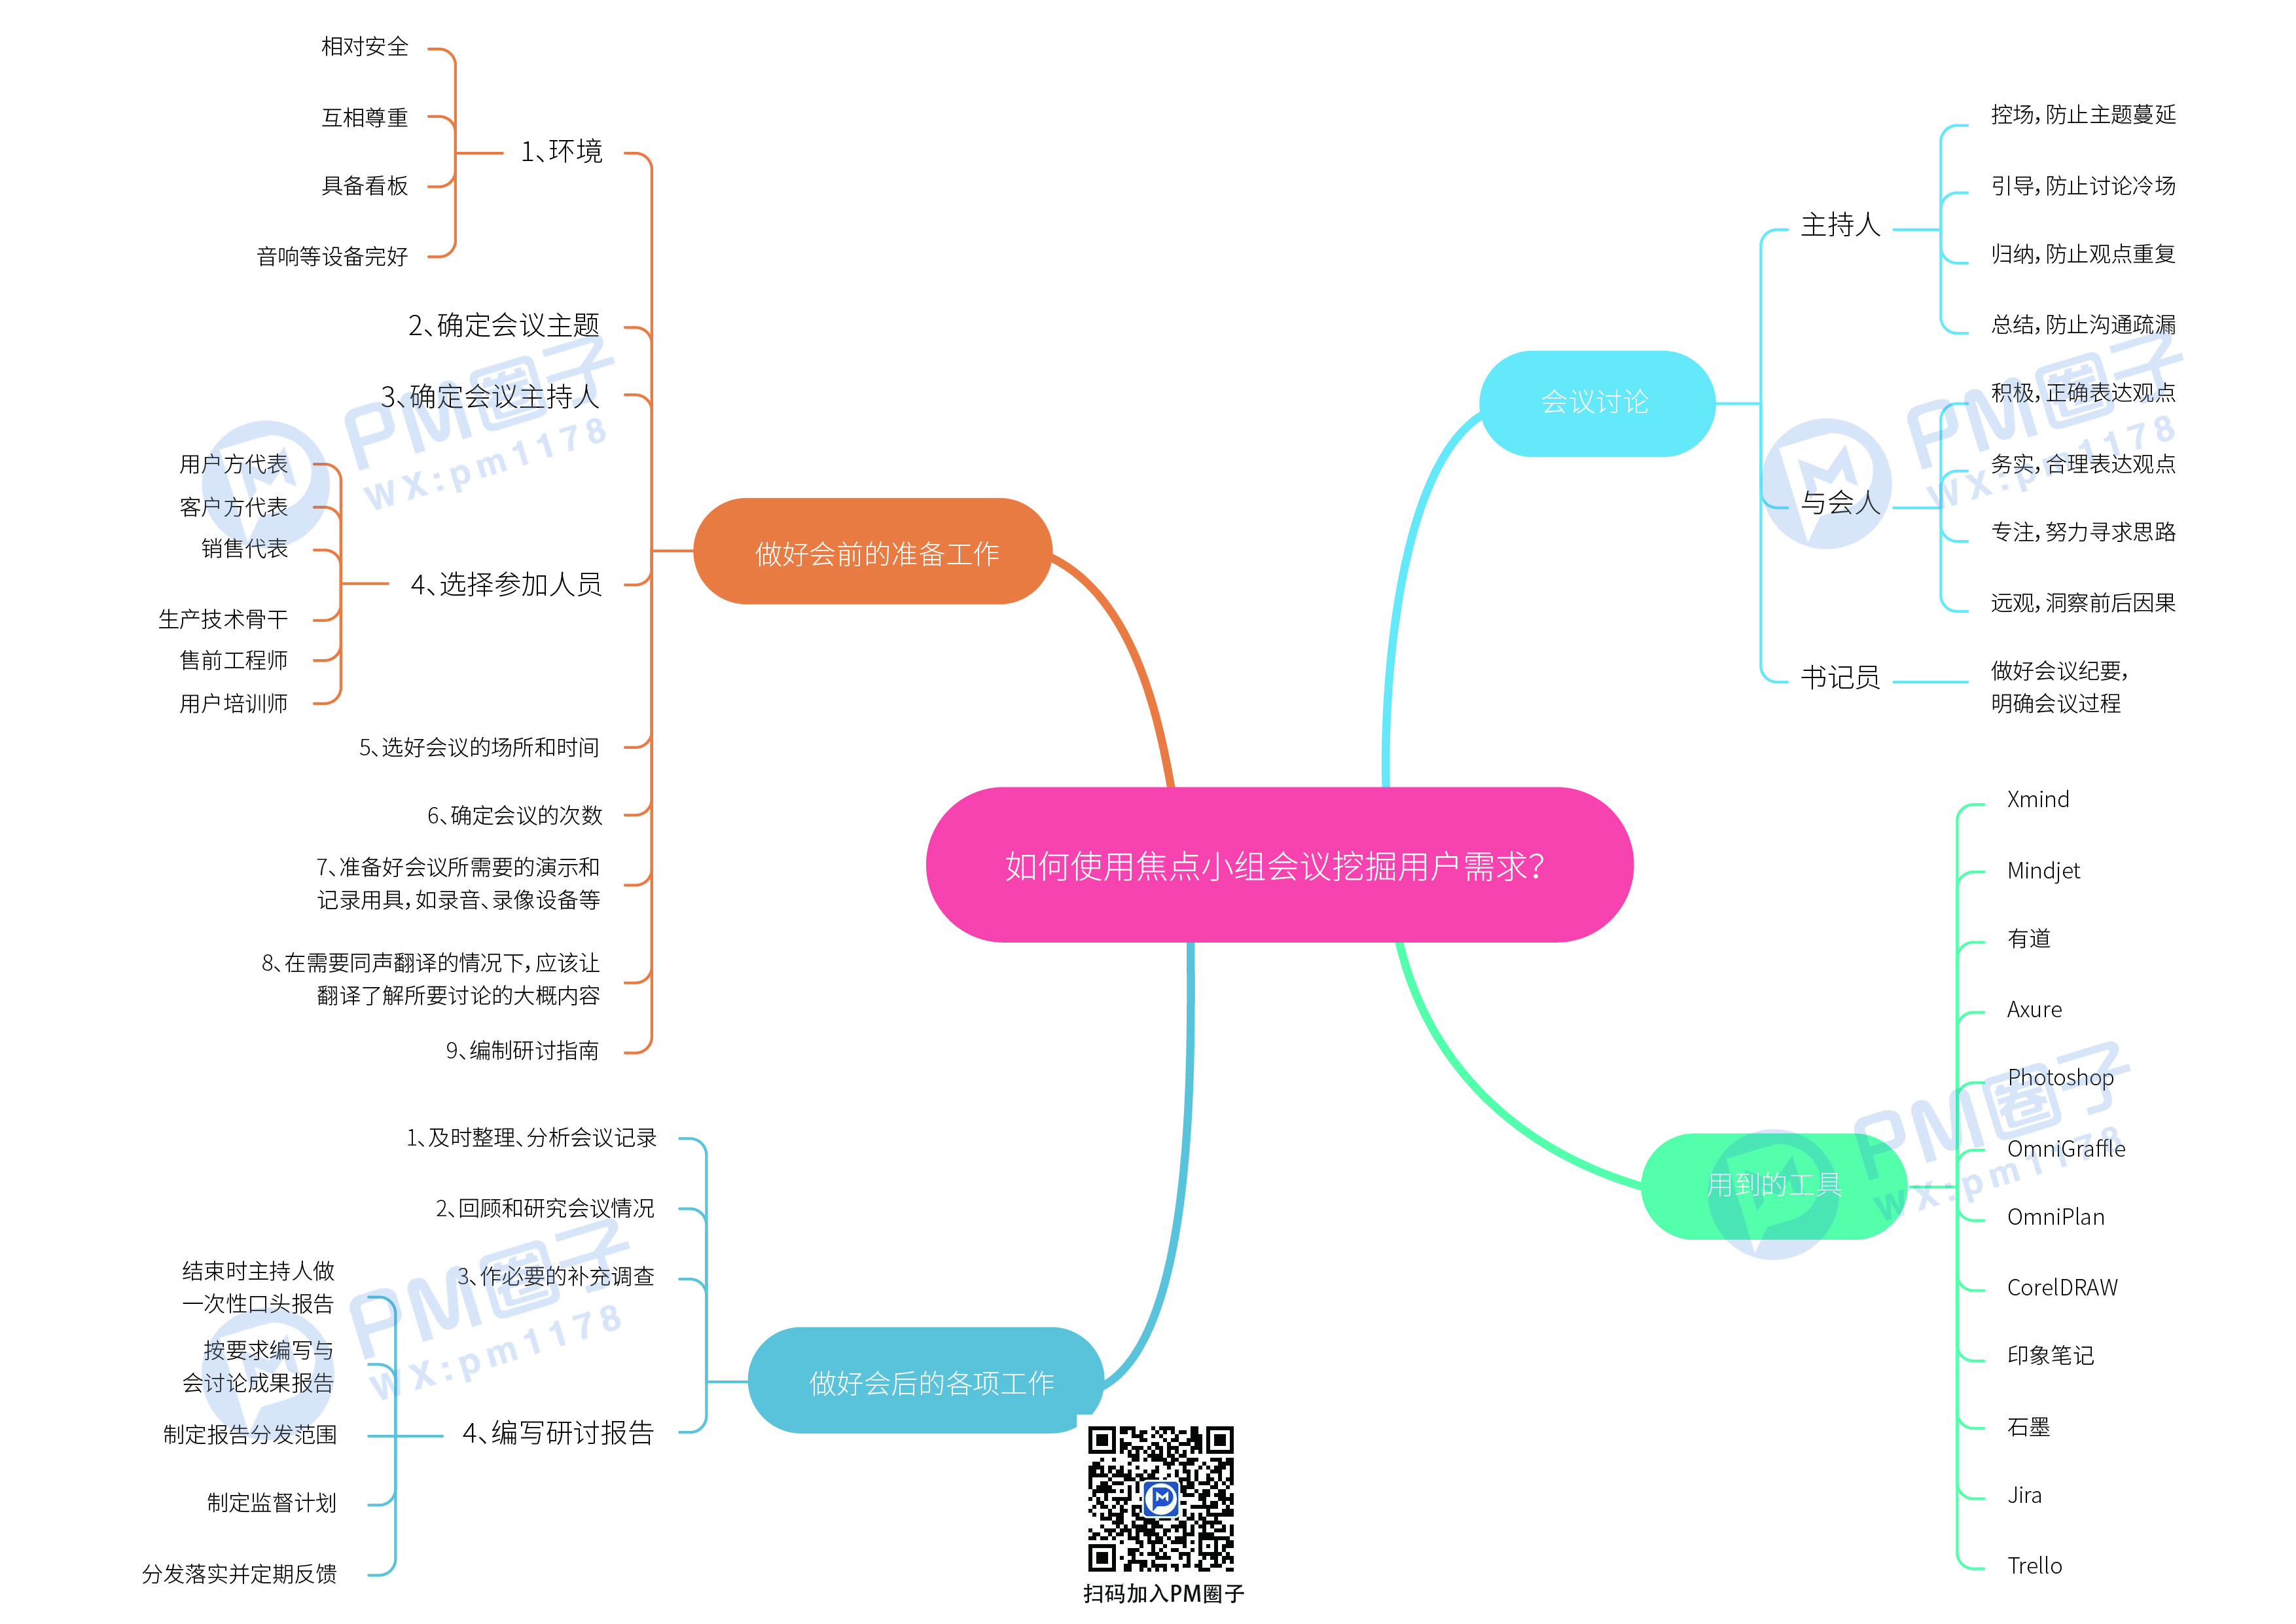 如何使用焦点小组会议挖掘用户需求？
做好会前的准备工作
1、环境
相对安全
互相尊重
具备看板
音响等设备完好
2、确定会议主题
3、确定会议主持人
4、选择参加人员
用户方代表
客户方代表
销售代表
生产技术骨干
售前工程师
用户培训师
5、选好会议的场所和时间
6、确定会议的次数
7、准备好会议所需要的演示和
记录用具，如录音、录像设备等
8、在需要同声翻译的情况下，应该让
翻译了解所要讨论的大概内容
9、编制研讨指南
会议讨论
主持人
控场，防止主题蔓延
引导，防止讨论冷场
归纳，防止观点重复
总结，防止沟通疏漏
与会人
积极，正确表达观点
务实，合理表达观点
专注，努力寻求思路
远观，洞察前后因果
书记员
做好会议纪要，
明确会议过程
用到的工具
Xmind
Mindjet
有道
Axure
Photoshop
OmniGraffle
OmniPlan
CorelDRAW
印象笔记
石墨
Jira
Trello
做好会后的各项工作
1、及时整理、分析会议记录
2、回顾和研究会议情况
3、作必要的补充调查
4、编写研讨报告
结束时主持人做
一次性口头报告
按要求编写与
会讨论成果报告
制定报告分发范围
制定监督计划
分发落实并定期反馈
扫码加入PM圈子
PM圈子
WX:pm1178
PM圈子
WX:pm1178
PM圈子
WX:pm1178
PM圈子
WX:pm1178